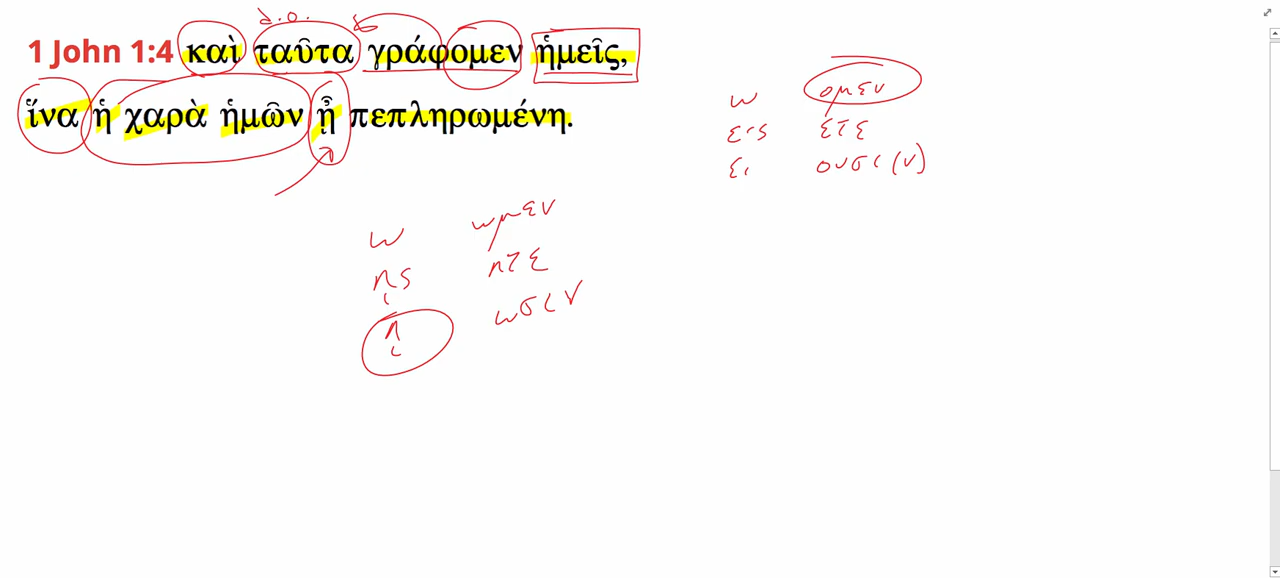 δ.ο.
1 John 1:4 καὶ ταῦτα γράφομεν ἡμεῖς,
ἵνα ἡ χαρὰ ἡμῶν ᾖ πεπληρωμένη.
ω ομεν
εις ετε
ει ουσι(ν)
ω ωμεν
ῃς ητε
ῃ ωσιν